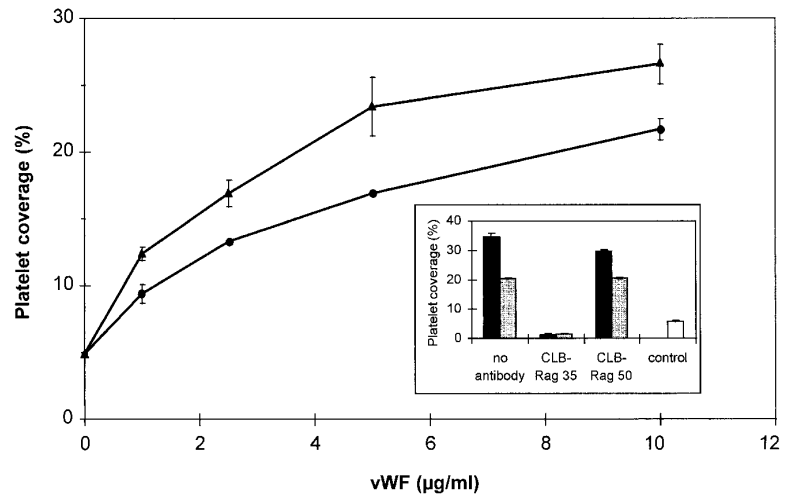 30
20
10
0
Platelet coverage (%)
0 2 4 6 8 10 12
vWF (µg/ml)
40
30
20
10
0
Platelet coverage (%)
no antibody
CLB-Rag 35
CLB-Rag 50
control